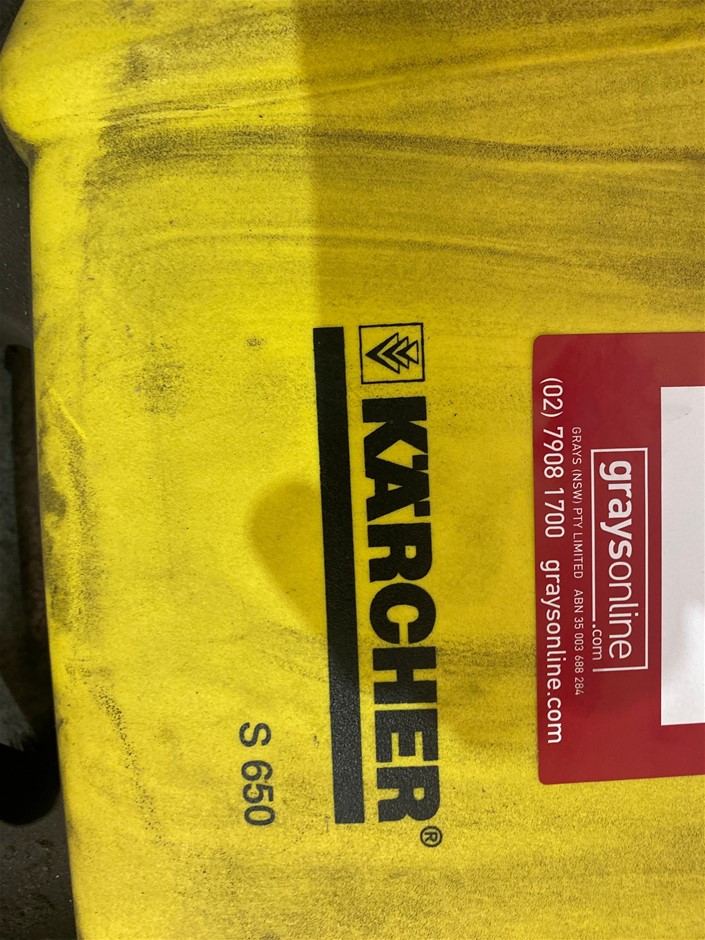 KÄRCHER®
S 650
graysonline
.com
GRAYS (NSW) PTY LIMITED ABN 35 003 688 284
(02) 7908 1700 graysonline.com